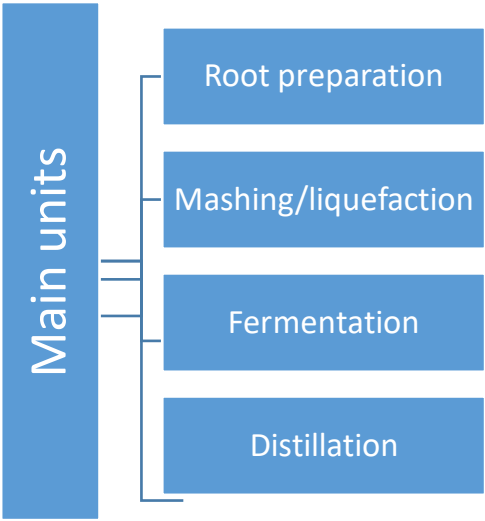 Main units
Root preparation
Mashing/liquefaction
Fermentation
Distillation